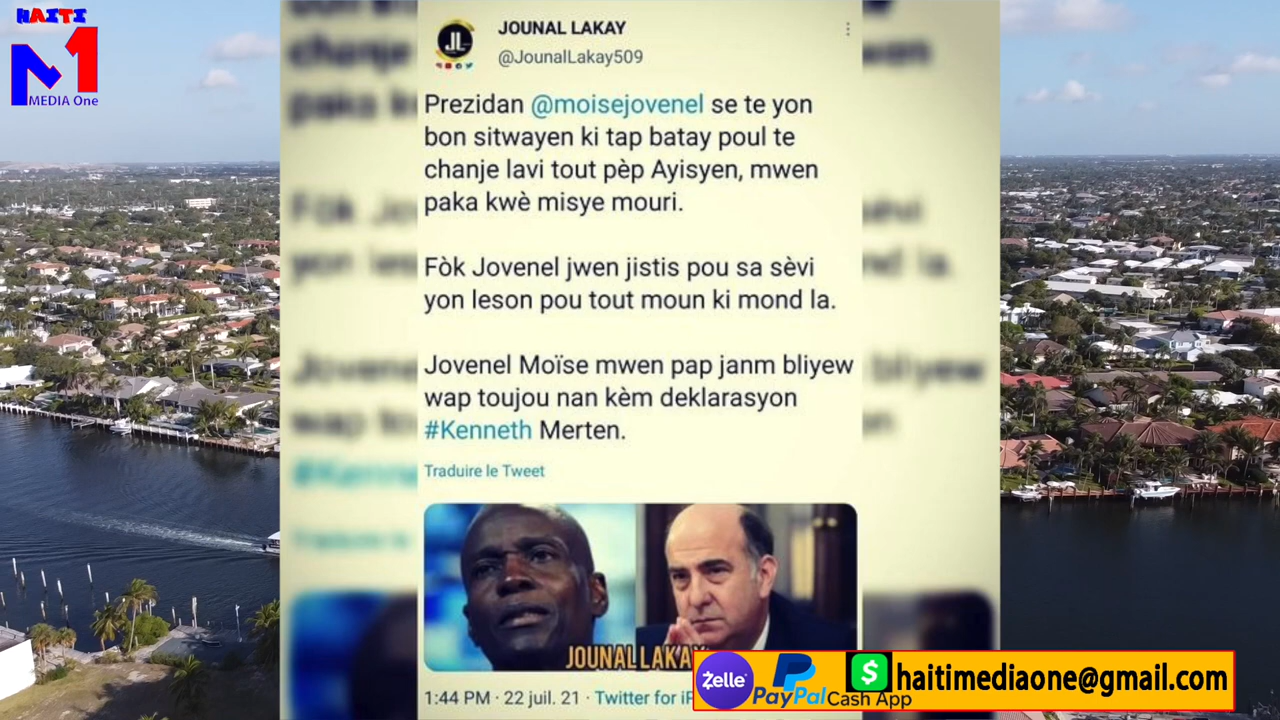 HAITI
M1
MEDIA One
JOUNAL LAKAY
@JounalLakay509
Prezidan @moisejovenel se te yon
bon sitwayen ki tap batay poul te
chanje lavi tout pèp Ayisyen, mwen
paka kwè misye mouri.
Fòk Jovenel jwen jistis pou sa sèvi
yon leson pou tout moun ki mond la.
Jovenel Moïse mwen pap janm bliyew
wap toujou nan kèm deklarasyon
#Kenneth Merten.
Traduire le Tweet
JOUNAL LAKAY
1:44 PM · 22 juil. 21 · Twitter for iP
Zelle
PayPal
$
Cash App
haitimediaone@gmail.com